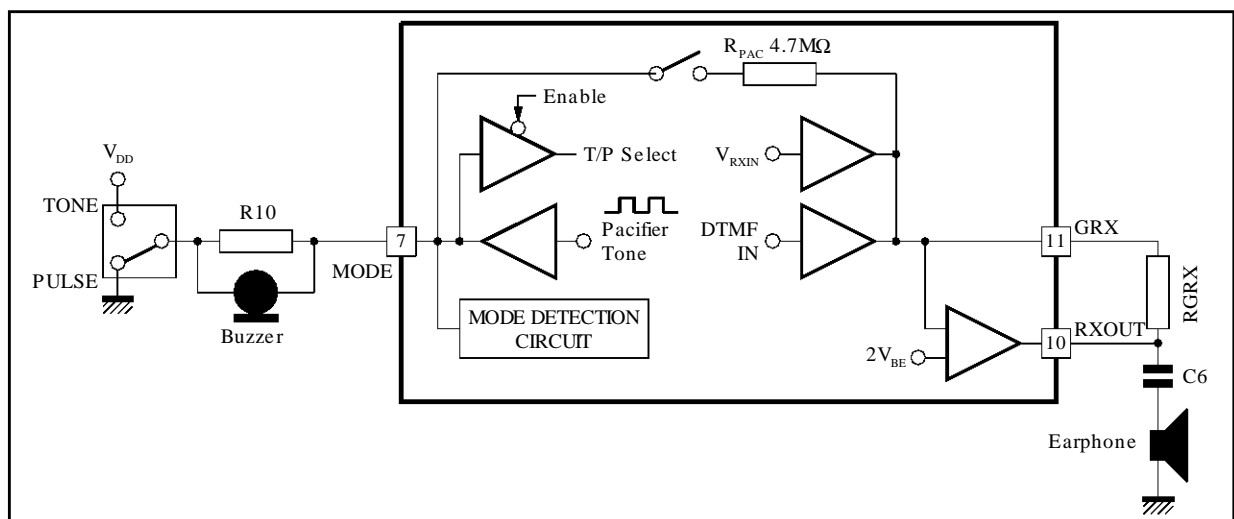 R_PAC 4.7MΩ
Enable
V_DD
T/P Select
V_RXIN
TONE
R10
Pacifier
Tone
DTMF
IN
7
11
GRX
PULSE
MODE
RGRX
Buzzer
MODE DETECTION
CIRCUIT
2V_BE
10
RXOUT
C6
Earphone